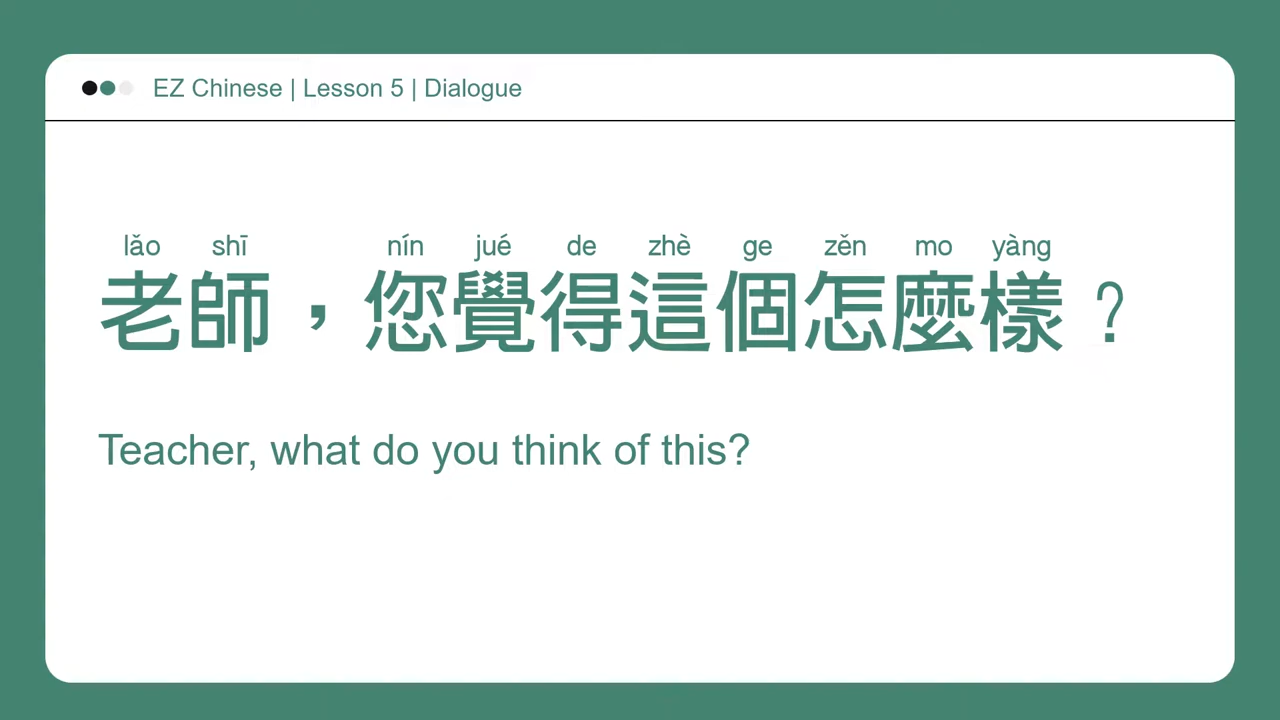 EZ Chinese | Lesson 5 | Dialogue
lǎo shī nín jué de zhè ge zěn mo yàng
老師，您覺得這個怎麼樣？
Teacher, what do you think of this?